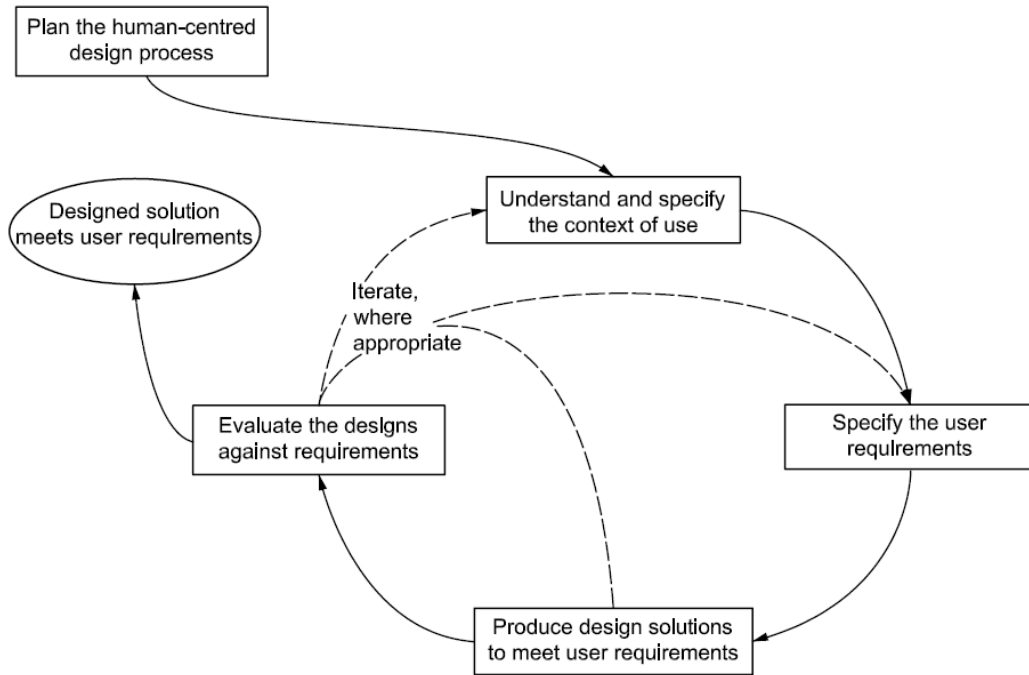 Plan the human-centred
design process
Understand and specify
the context of use
Designed solution
meets user requirements
Iterate,
where
appropriate
Evaluate the designs
against requirements
Specify the user
requirements
Produce design solutions
to meet user requirements